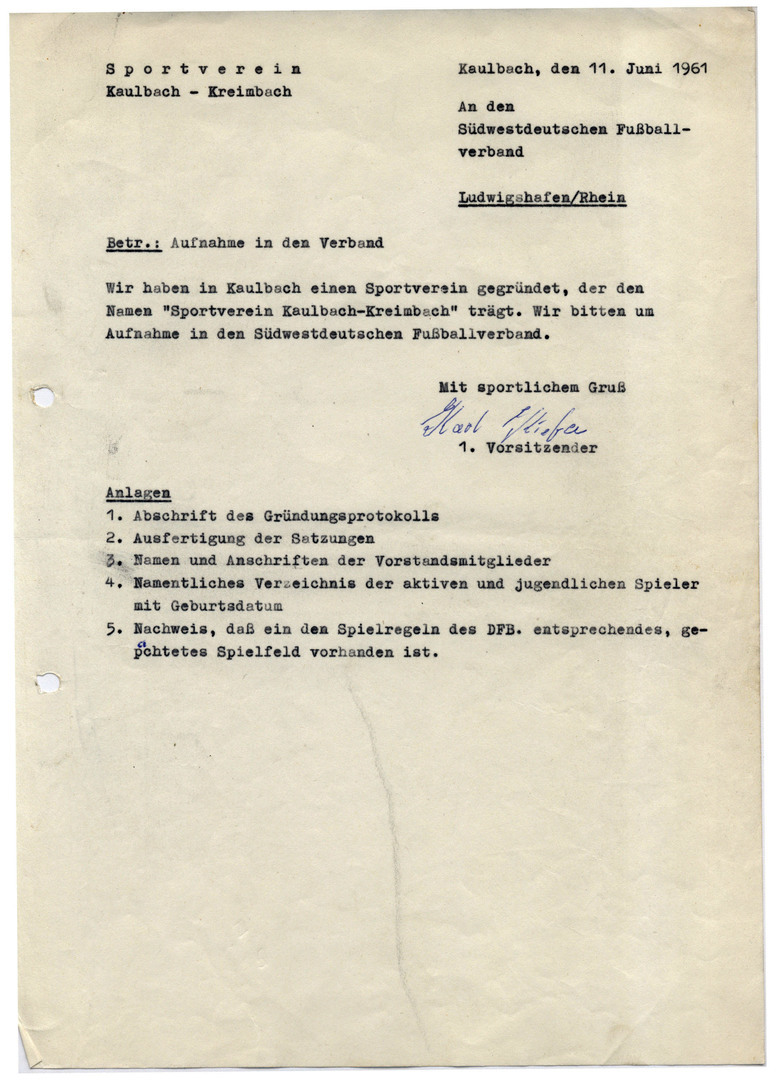 Sportverein
Kaulbach - Kreimbach
Kaulbach, den 11. Juni 1961
An den
Südwestdeutschen Fußball-
verband
Ludwigshafen/Rhein
Betr.: Aufnahme in den Verband
Wir haben in Kaulbach einen Sportverein gegründet, der den
Namen "Sportverein Kaulbach-Kreimbach" trägt. Wir bitten um
Aufnahme in den Südwestdeutschen Fußballverband.
Mit sportlichem Gruß
Karl
1. Vorsitzender
Anlagen
1. Abschrift des Gründungsprotokolls
2. Ausfertigung der Satzungen
3. Namen und Anschriften der Vorstandsmitglieder
4. Namentliches Verzeichnis der aktiven und jugendlichen Spieler
mit Geburtsdatum
5. Nachweis, daß ein den Spielregeln des DFB. entsprechendes, ge-
pachtetes Spielfeld vorhanden ist.